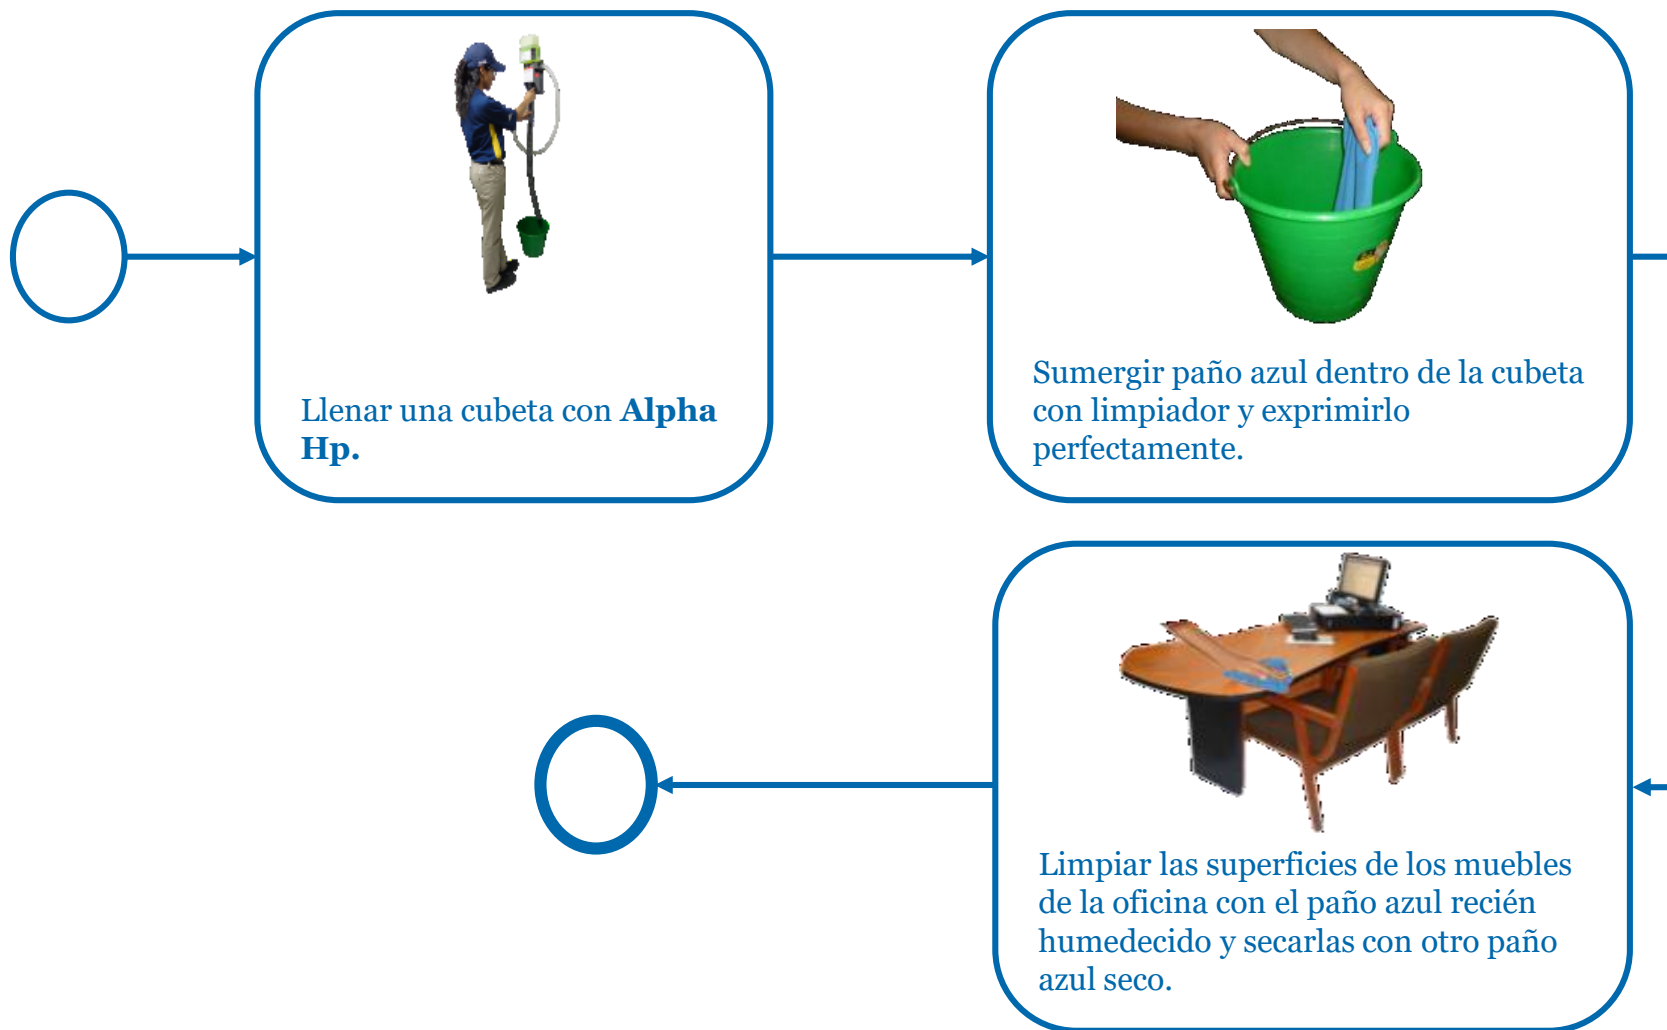 Llenar una cubeta con Alpha
Hp.
Sumergir paño azul dentro de la cubeta
con limpiador y exprimirlo
perfectamente.
Limpiar las superficies de los muebles
de la oficina con el paño azul recién
humedecido y secarlas con otro paño
azul seco.